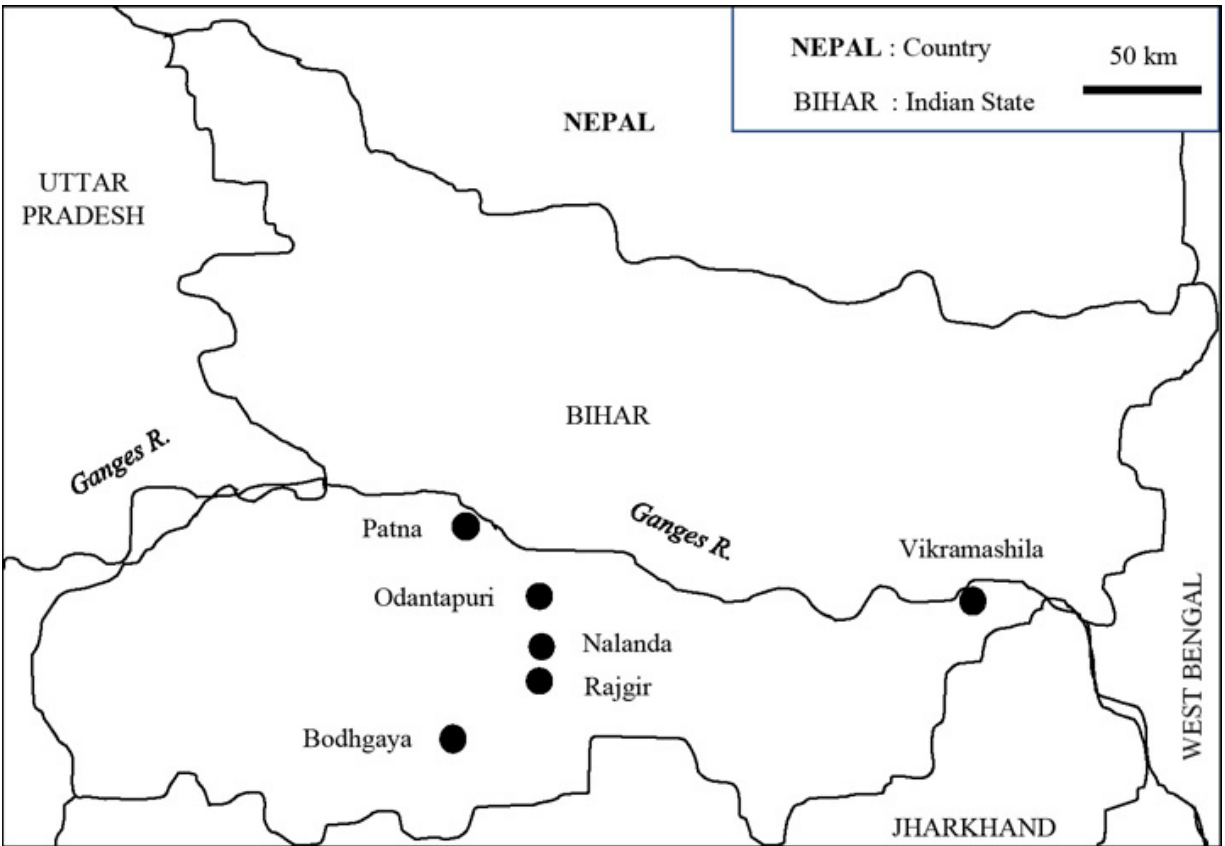 NEPAL : Country
50 km
BIHAR : Indian State
NEPAL
UTTAR
PRADESH
BIHAR
Ganges R.
Ganges R.
Patna
Vikramashila
Odantapuri
Nalanda
Rajgir
Bodhgaya
WEST BENGAL
JHARKHAND